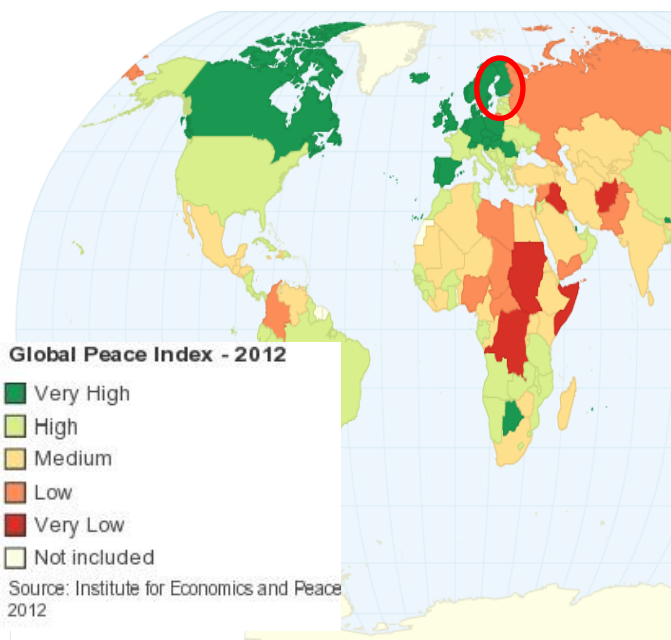 Global Peace Index - 2012
Very High
High
Medium
Low
Very Low
Not included
Source: Institute for Economics and Peace
2012